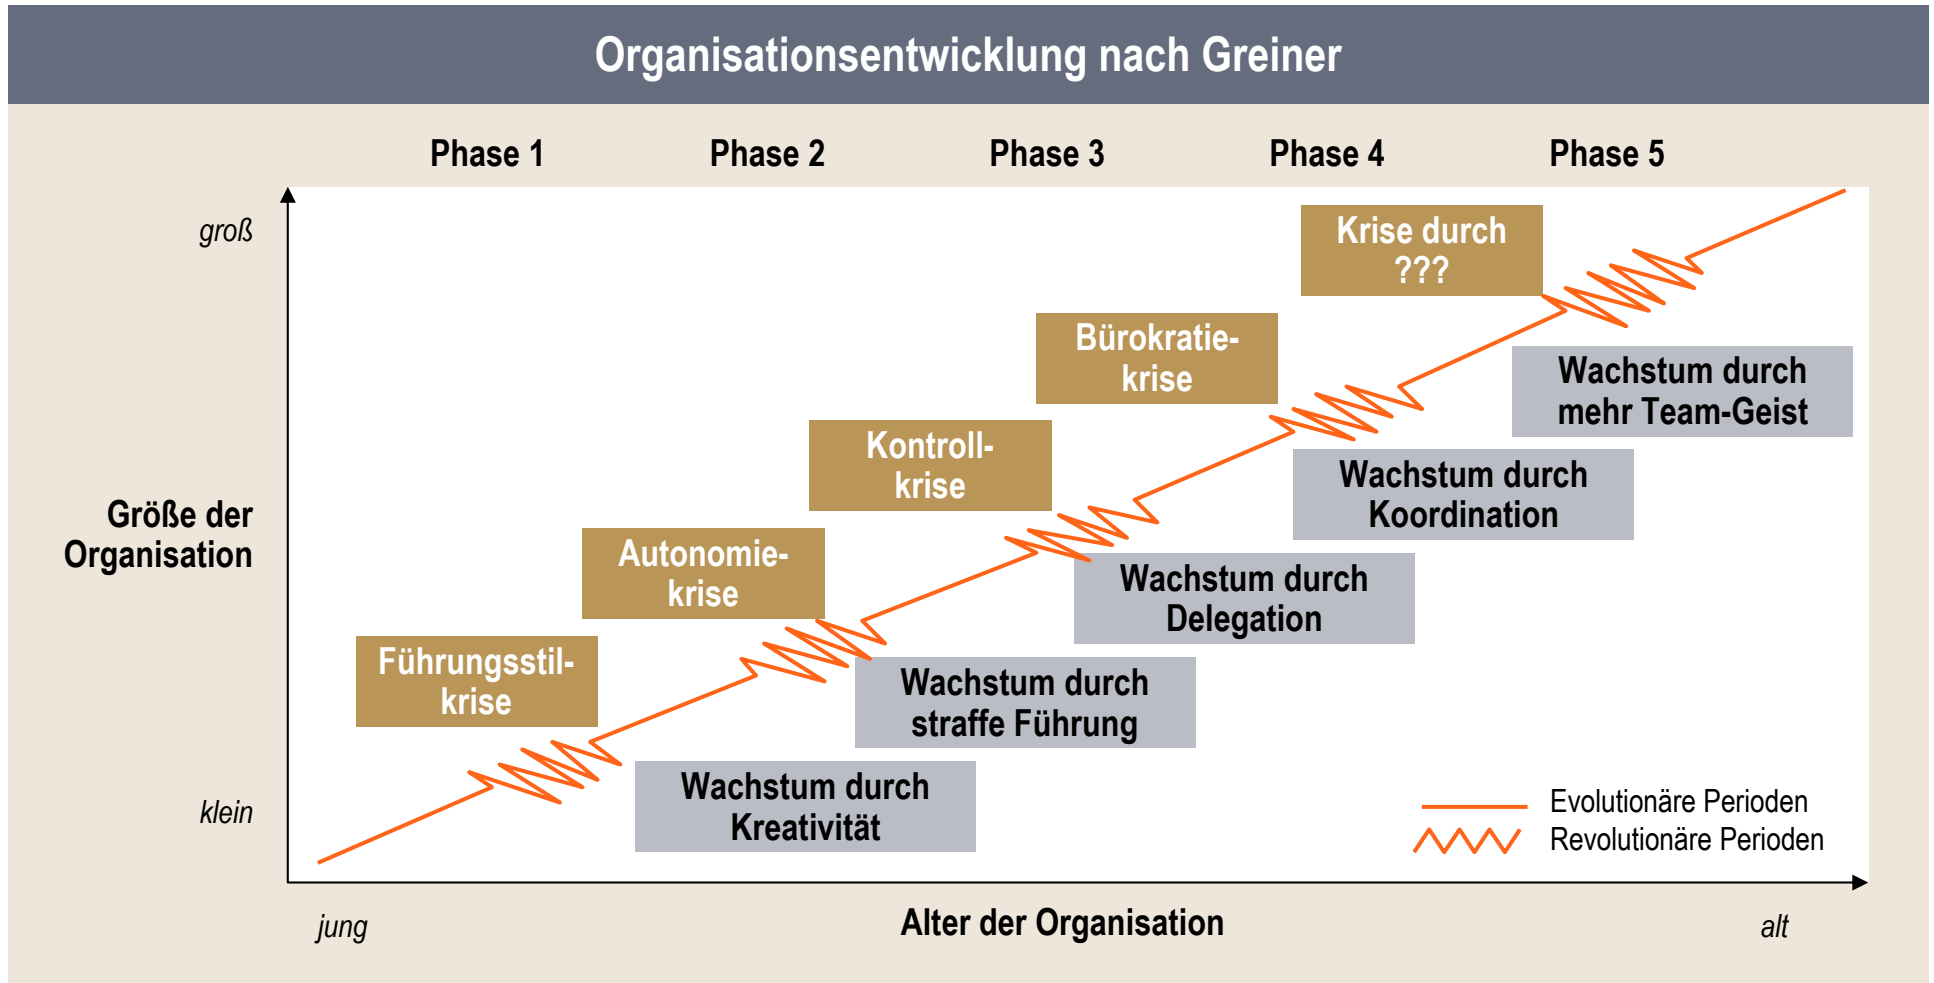 Organisationsentwicklung nach Greiner
Phase 1
Phase 2
Phase 3
Phase 4
Phase 5
groß
Krise durch
???
Bürokratie-
krise
Wachstum durch
mehr Team-Geist
Kontroll-
krise
Wachstum durch
Koordination
Größe der
Organisation
Autonomie-
krise
Wachstum durch
Delegation
Führungsstil-
krise
Wachstum durch
straffe Führung
Wachstum durch
Kreativität
klein
Evolutionäre Perioden
Revolutionäre Perioden
jung
Alter der Organisation
alt